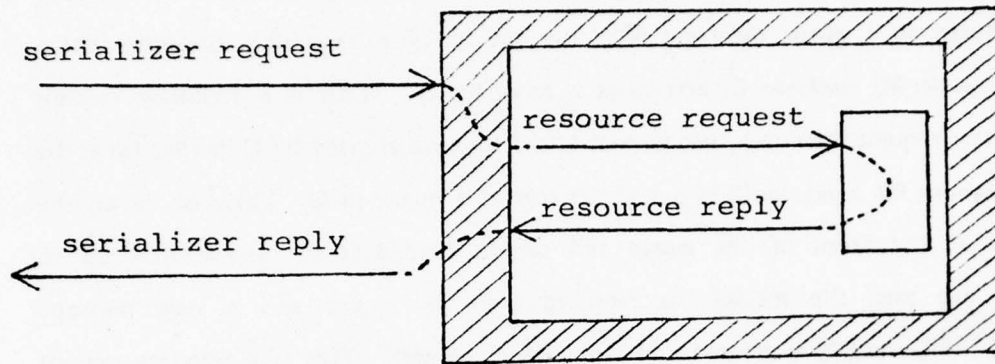 serializer request
resource request
resource reply
serializer reply